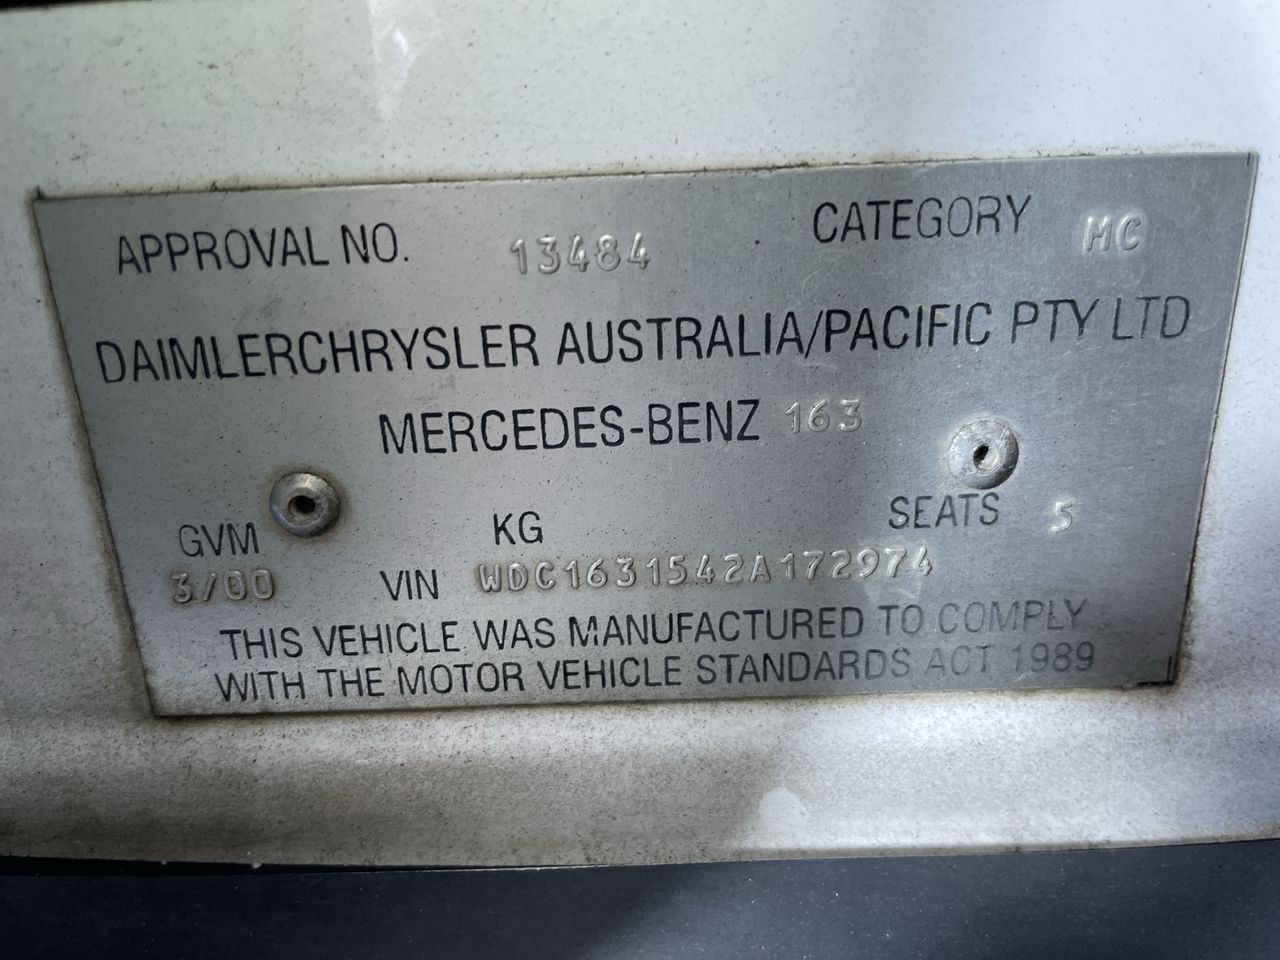 APPROVAL NO. 13484 CATEGORY MC
DAIMLERCHRYSLER AUSTRALIA/PACIFIC PTY LTD
MERCEDES-BENZ 163
GVM KG SEATS 5
3/00 VIN WDC1631542A172974
THIS VEHICLE WAS MANUFACTURED TO COMPLY
WITH THE MOTOR VEHICLE STANDARDS ACT 1989